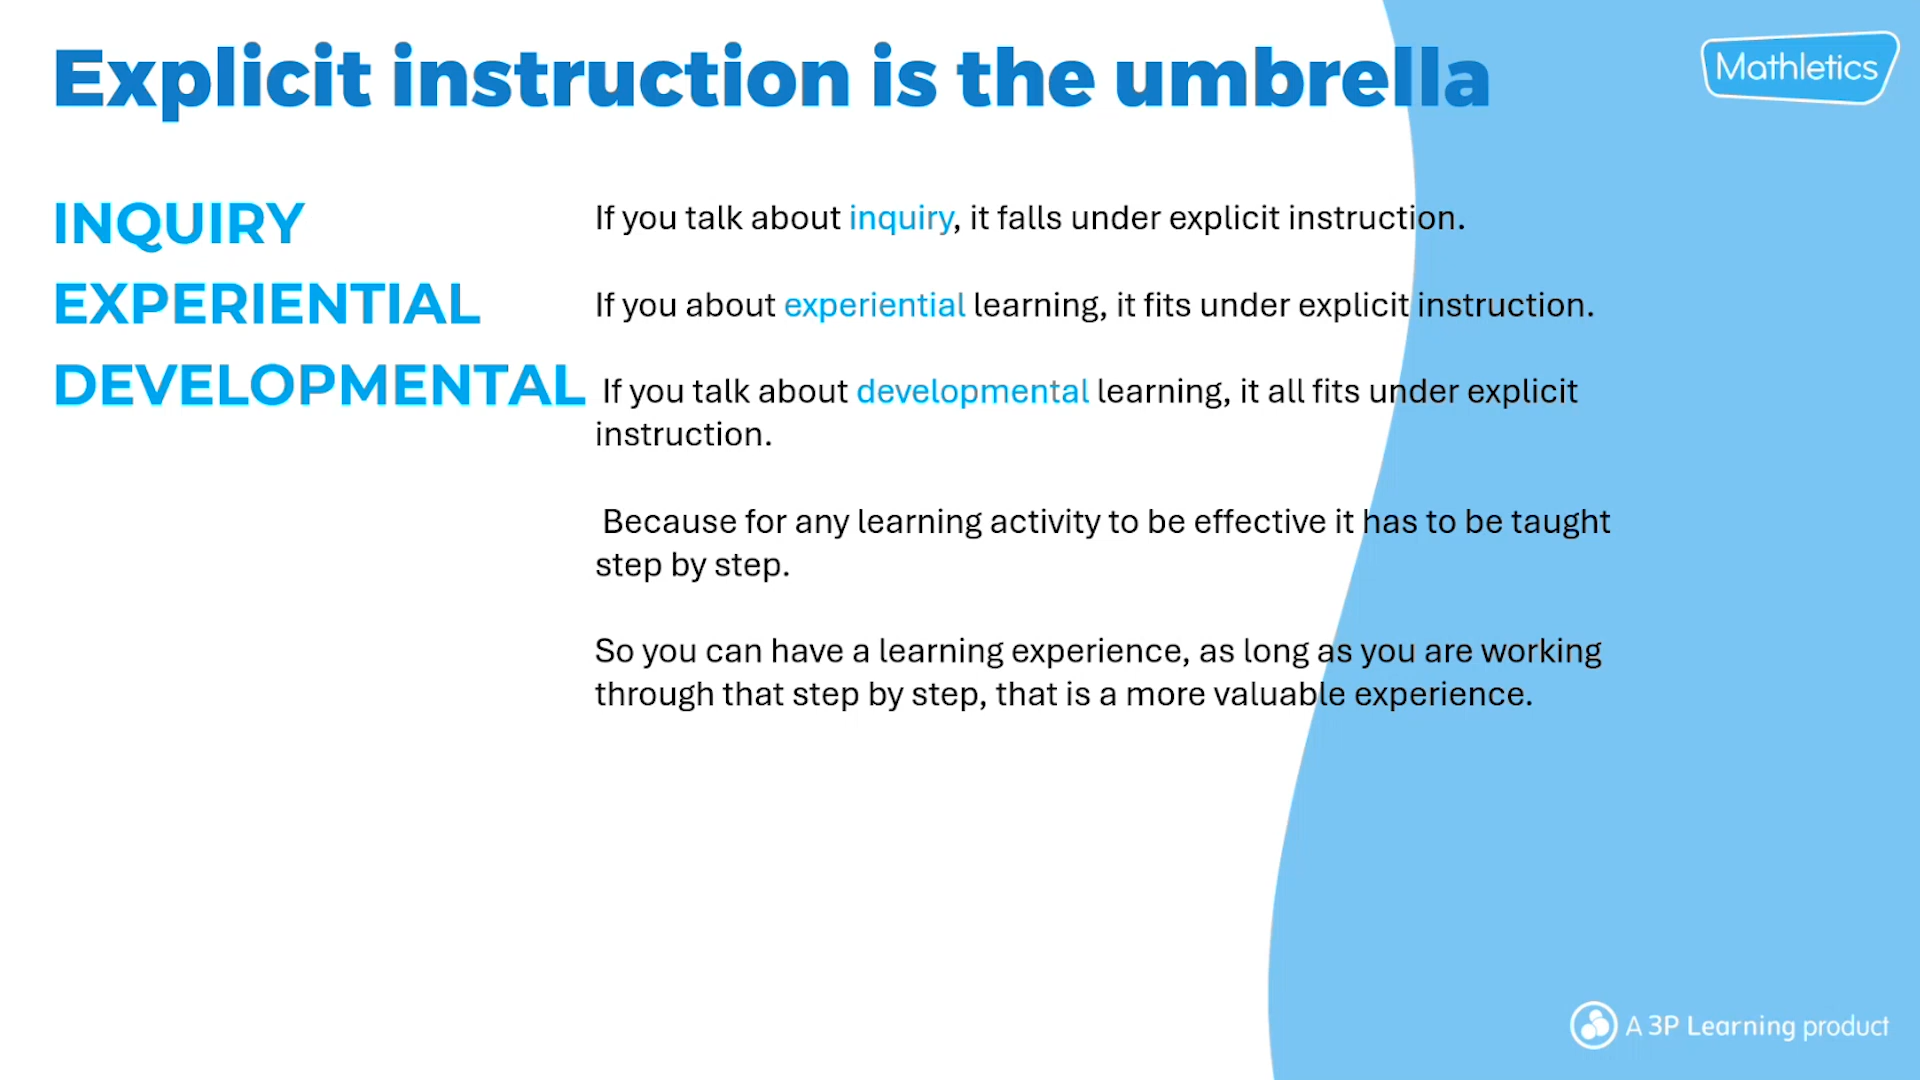 Explicit instruction is the umbrella
Mathletics
INQUIRY
EXPERIENTIAL
DEVELOPMENTAL
If you talk about inquiry, it falls under explicit instruction.
If you about experiential learning, it fits under explicit instruction.
If you talk about developmental learning, it all fits under explicit
instruction.
Because for any learning activity to be effective it has to be taught
step by step.
So you can have a learning experience, as long as you are working
through that step by step, that is a more valuable experience.
A 3P Learning product